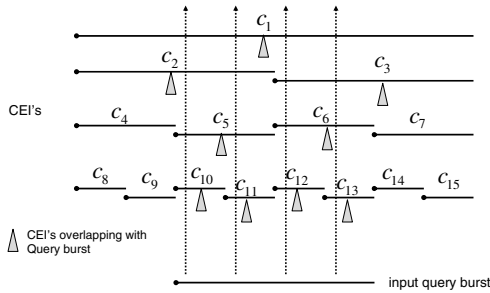 c1
c2
c3
CEI's
c4
c5
c6
c7
c8
c9
c10
c11
c12
c13
c14
c15
CEI's overlapping with
Query burst
input query burst